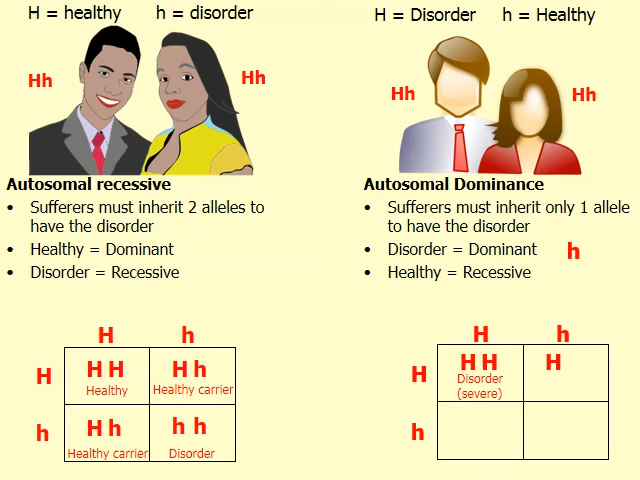 H = healthy h = disorder
Hh
Hh
Autosomal recessive
• Sufferers must inherit 2 alleles to
have the disorder
• Healthy = Dominant
• Disorder = Recessive
H h
H
H H
Healthy
H h
Healthy carrier
h
H h
Healthy carrier
h h
Disorder
H = Disorder h = Healthy
Hh
Hh
Autosomal Dominance
• Sufferers must inherit only 1 allele
to have the disorder
• Disorder = Dominant
h
• Healthy = Recessive
H h
H
H H
Disorder
(severe)
H
h